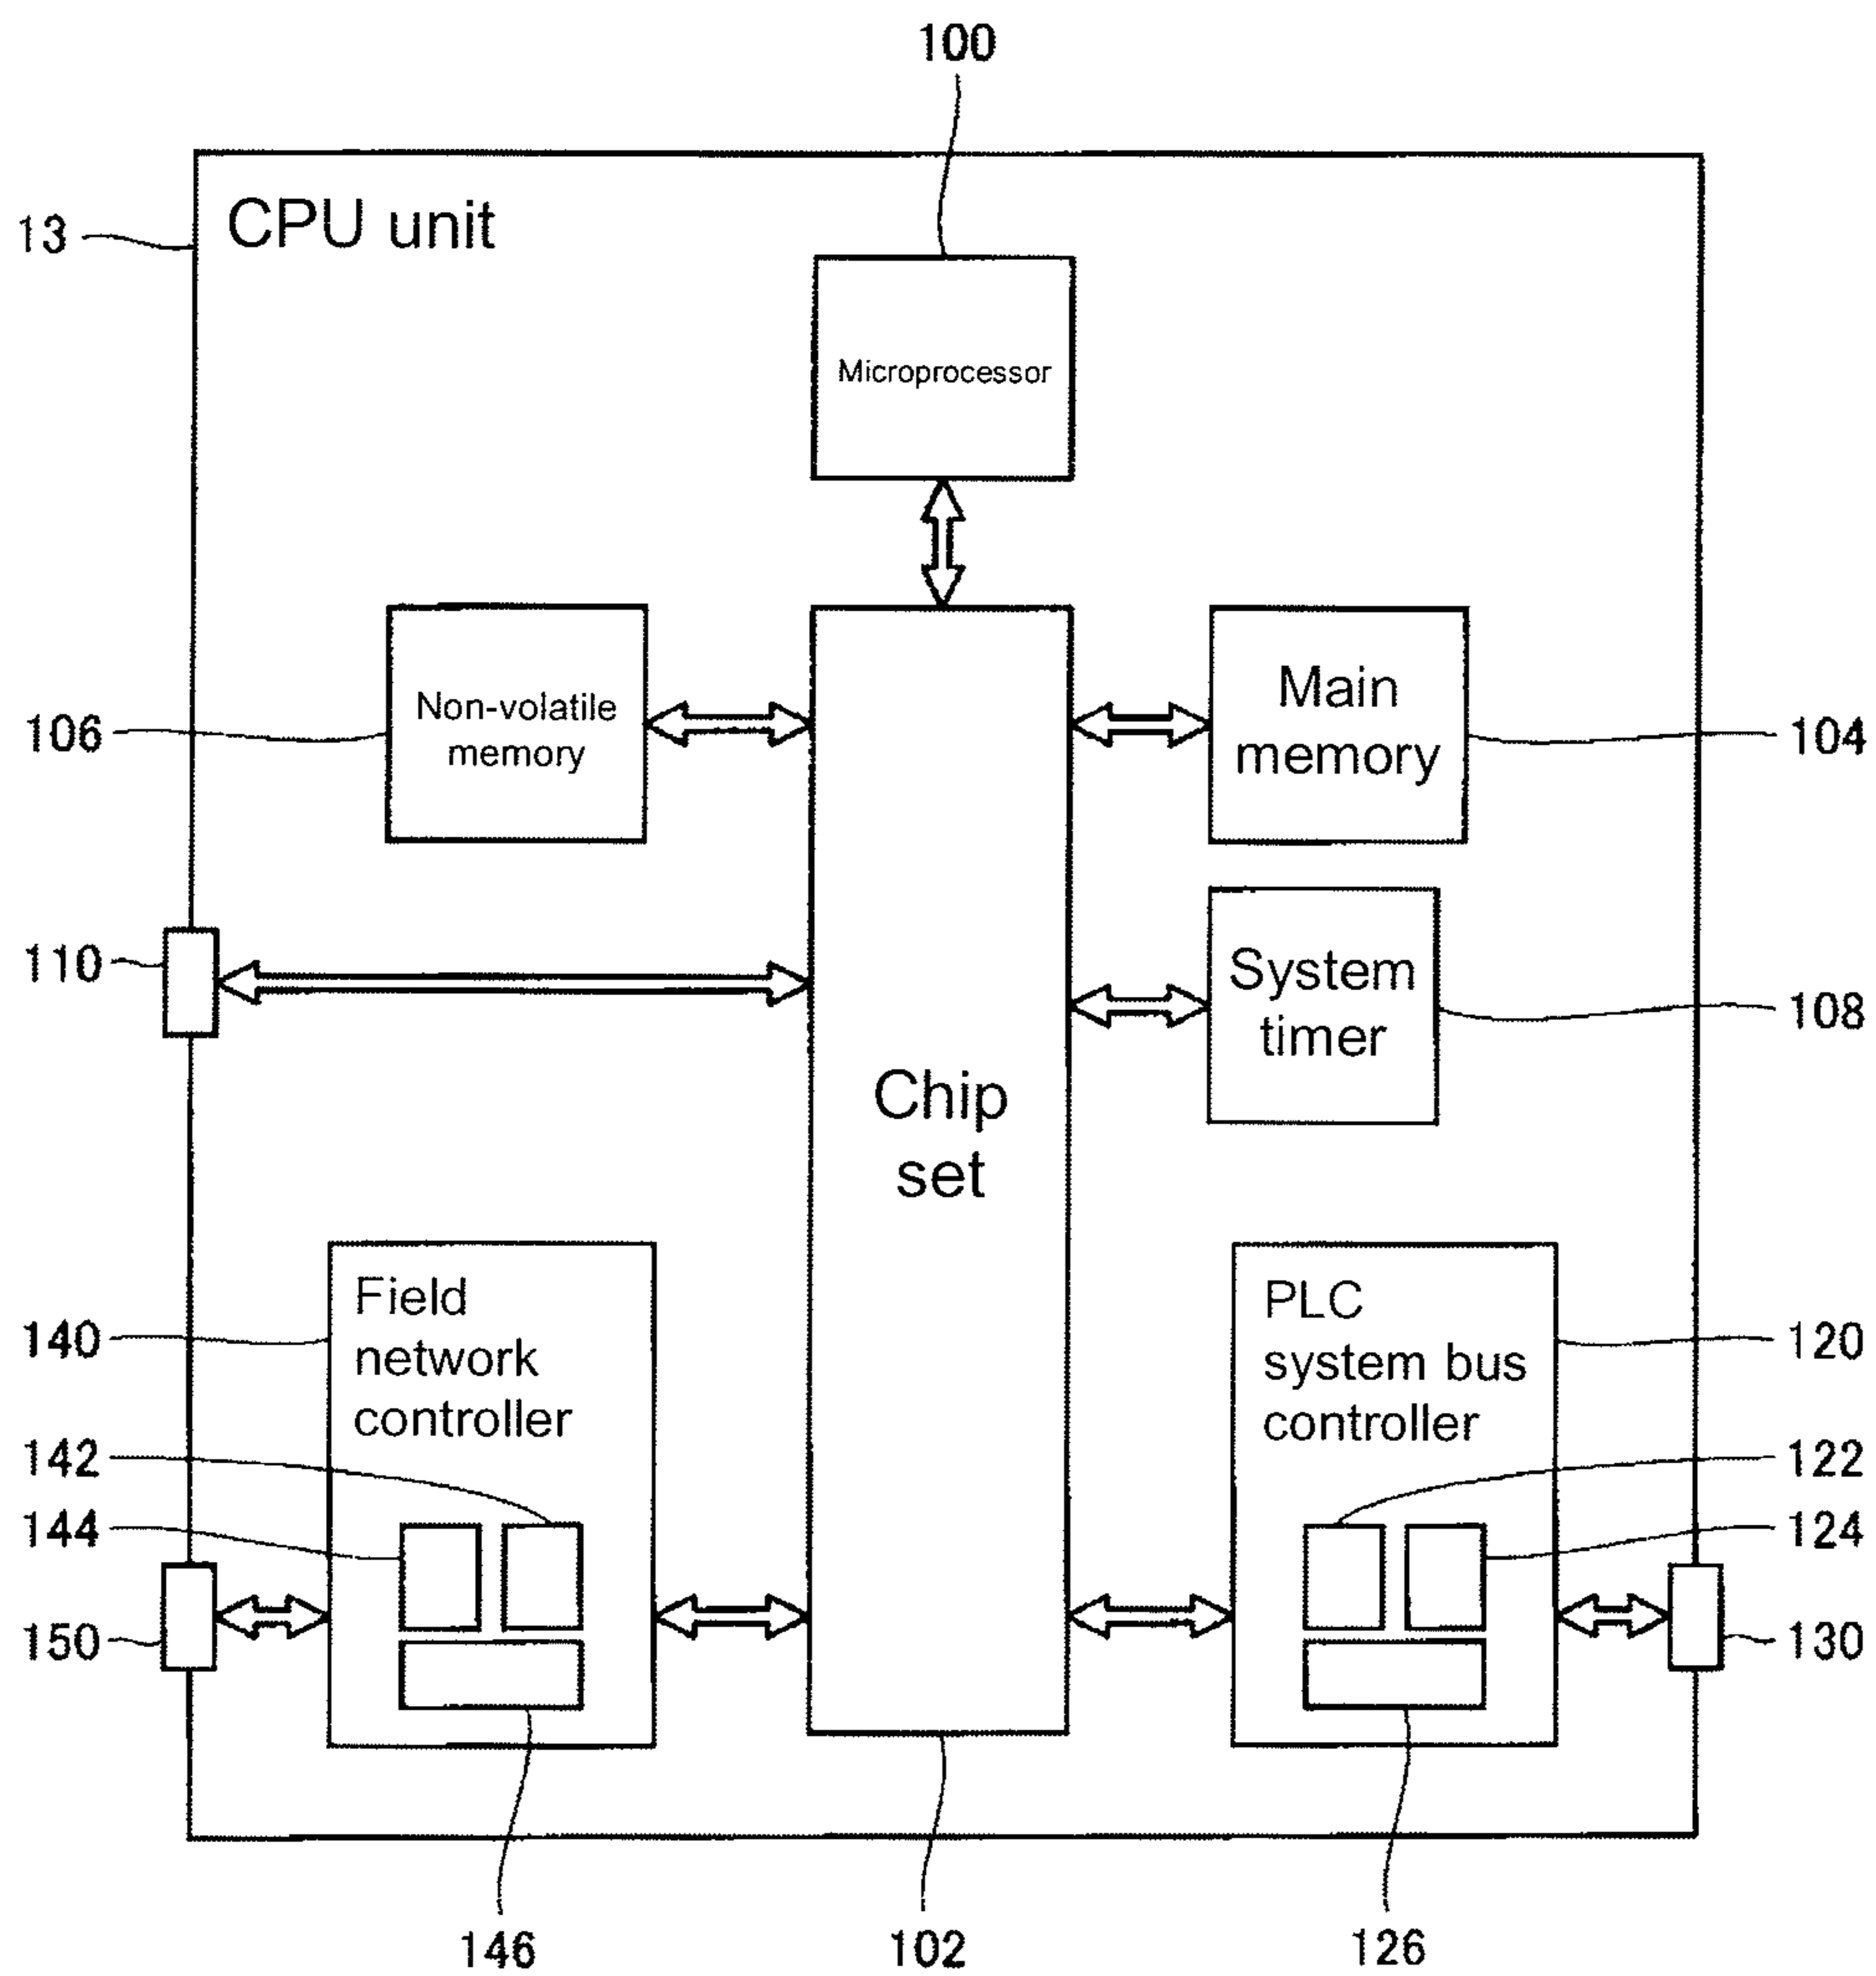 100
13
CPU unit
Microprocessor
106
Non-volatile
memory
Main
memory
104
110
System
timer
108
Chip
set
140
Field
network
controller
PLC
system bus
controller
120
142
122
144
124
150
130
146
102
126